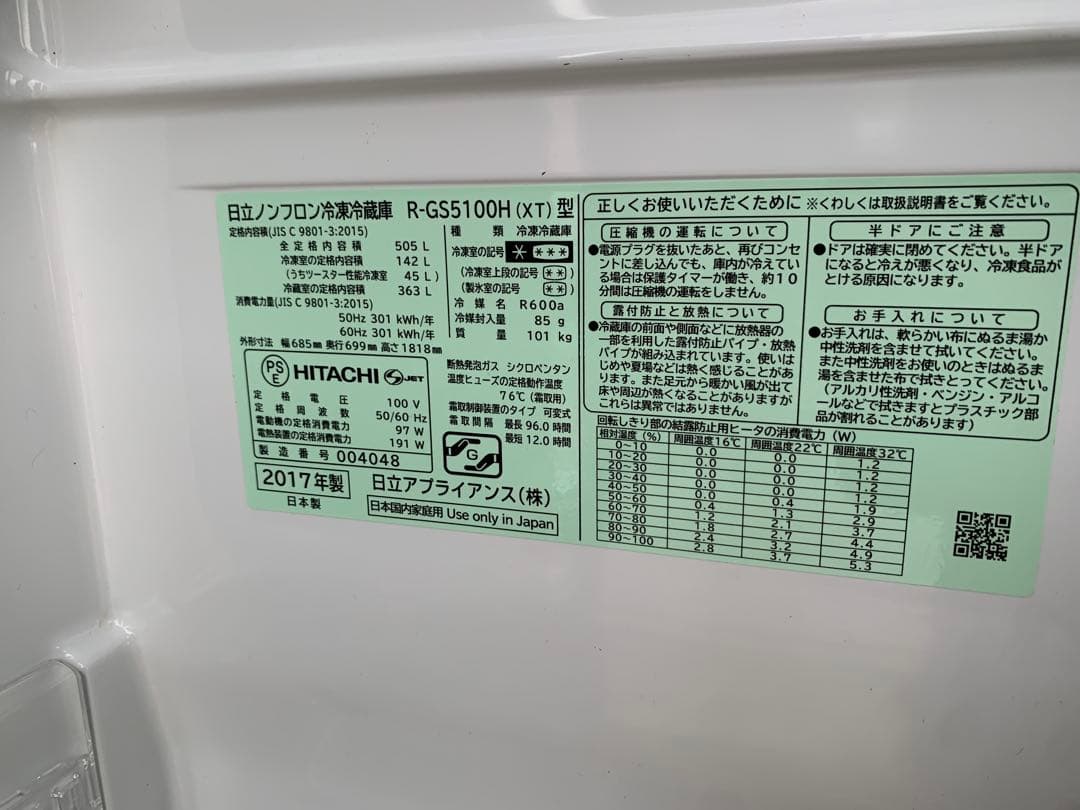 日立ノンフロン冷凍冷蔵庫 R-GS5100H(XT)型
定格内容積(JIS C 9801-3:2015)
全定格内容積 505 L
冷凍室の定格内容積 142 L
(うちツースター性能冷凍室 45 L)
冷蔵室の定格内容積 363 L
消費電力量(JIS C 9801-3:2015)
50Hz 301 kWh/年
60Hz 301 kWh/年
外形寸法 幅685mm 奥行699mm 高さ1818mm
種類 冷凍冷蔵庫
冷凍室の記号 * ***
(冷凍室上段の記号 **)
(製氷室の記号 **)
冷媒名 R600a
冷媒封入量 85 g
質量 101 kg
PSE HITACHI S-JET
定格電圧 100 V
定格周波数 50/60 Hz
電動機の定格消費電力 97 W
電熱装置の定格消費電力 191 W
製造番号 004048
断熱発泡ガス シクロペンタン
温度ヒューズの定格動作温度
76℃(霜取用)
霜取制御装置のタイプ 可変式
霜取間隔 最長 96.0 時間
最短 12.0 時間
G
2017年製
日本製
日立アプライアンス(株)
日本国内家庭用 Use only in Japan
正しくお使いいただくために ※くわしくは取扱説明書をご覧ください。
圧縮機の運転について
●電源プラグを抜いたあと、再びコンセ
ントに差し込んでも、庫内が冷えてい
る場合は保護タイマーが働き、約10
分間は圧縮機の運転をしません。
露付防止と放熱について
●冷蔵庫の前面や側面などに放熱器の
一部を利用した露付防止パイプ・放熱
パイプが組み込まれています。使いは
じめや夏場などは熱く感じることがあり
ます。また足元から暖かい風が出て
床や周辺が熱くなることがありますが
これらは異常ではありません。
半ドアにご注意
●ドアは確実に閉めてください。半ドア
になると冷えが悪くなり、冷凍食品が
とける原因になります。
お手入れについて
●お手入れは、軟らかい布にぬるま湯か
中性洗剤を含ませて拭いてください。
また中性洗剤をお使いのときはぬるま
湯を含ませた布で拭きとってください。
(アルカリ性洗剤・ベンジン・アルコ
ールなどで拭きますとプラスチック部
品が割れることがあります)
回転しきり部の結露防止用ヒータの消費電力(W)
相対湿度(%) 周囲温度16℃ 周囲温度22℃ 周囲温度32℃
0~10 0.0 0.0 1.2
10~20 0.0 0.0 1.2
20~30 0.0 0.0 1.2
30~40 0.0 0.0 1.2
40~50 0.0 0.4 1.9
50~60 0.4 1.3 2.9
60~70 1.2 2.1 3.7
70~80 1.8 2.7 4.4
80~90 2.4 3.2 4.9
90~100 2.8 3.7 5.3